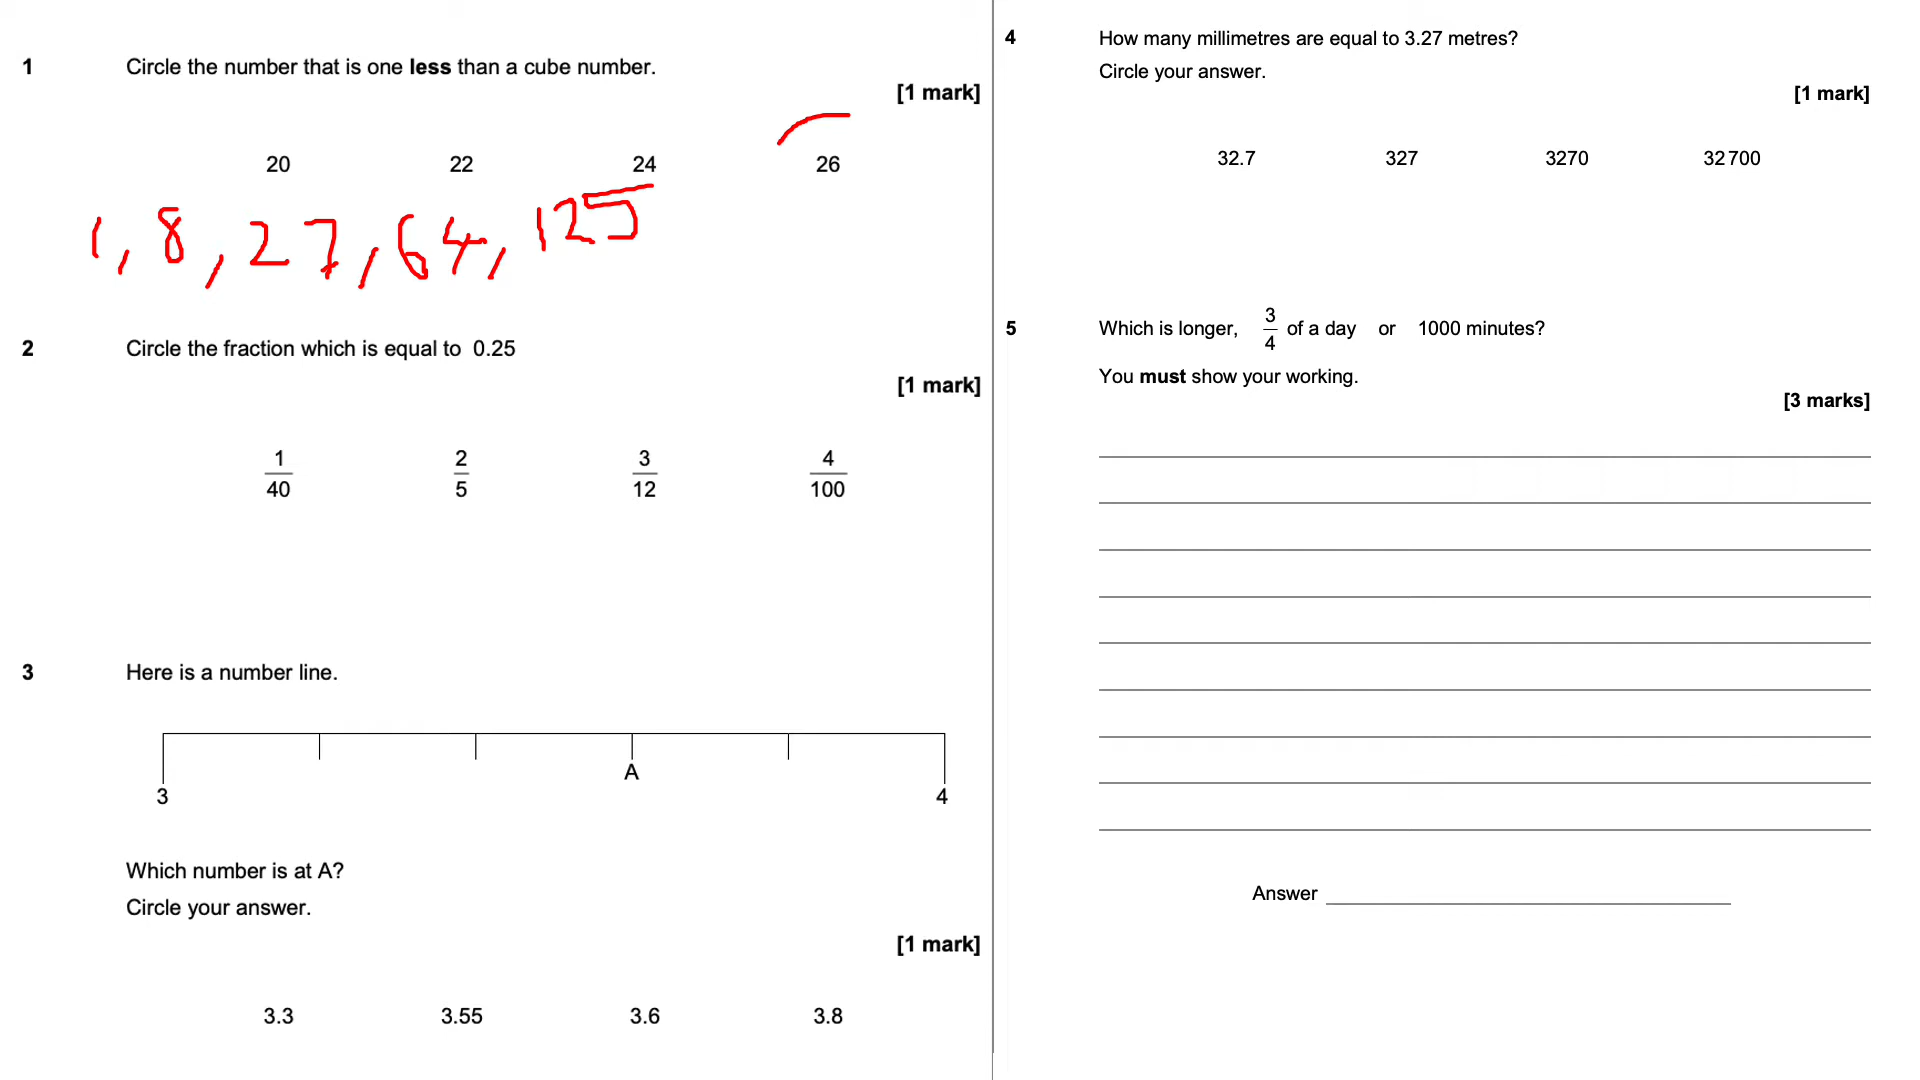 1 Circle the number that is one less than a cube number.
[1 mark]
20 22 24 26
1, 8, 27, 64, 125
2 Circle the fraction which is equal to 0.25
[1 mark]
1/40 2/5 3/12 4/100
3 Here is a number line.
A
3 4
Which number is at A?
Circle your answer.
[1 mark]
3.3 3.55 3.6 3.8
4 How many millimetres are equal to 3.27 metres?
Circle your answer.
[1 mark]
32.7 327 3270 32 700
5 Which is longer, 3/4 of a day or 1000 minutes?
You must show your working.
[3 marks]
Answer